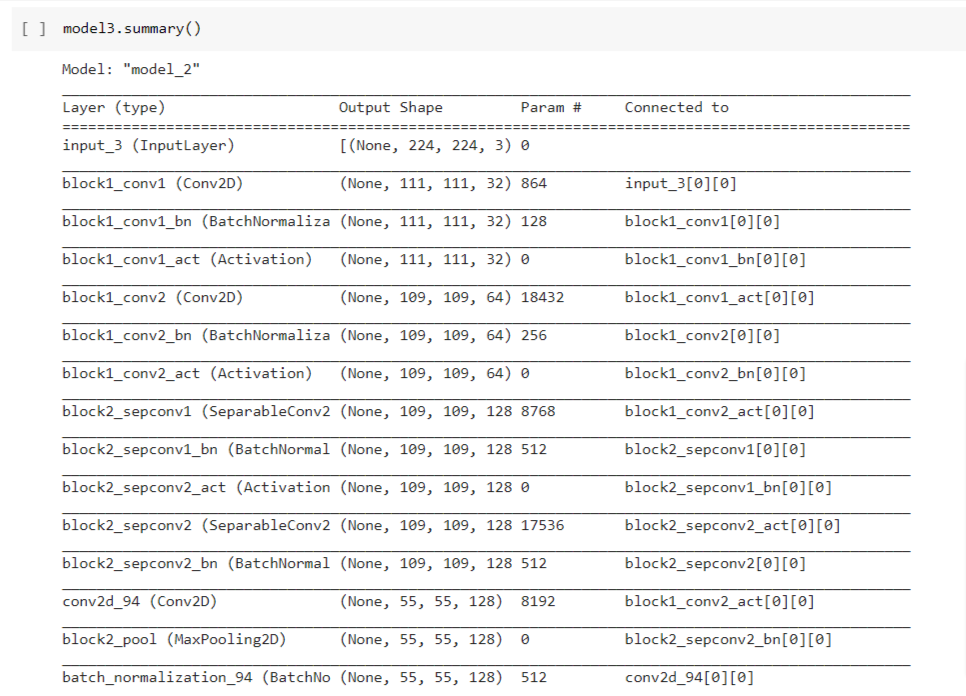 [ ] model3.summary()
Model: "model_2"
Layer (type) Output Shape Param # Connected to
==================================================================================================
input_3 (InputLayer) [(None, 224, 224, 3) 0
block1_conv1 (Conv2D) (None, 111, 111, 32) 864 input_3[0][0]
block1_conv1_bn (BatchNormaliza (None, 111, 111, 32) 128 block1_conv1[0][0]
block1_conv1_act (Activation) (None, 111, 111, 32) 0 block1_conv1_bn[0][0]
block1_conv2 (Conv2D) (None, 109, 109, 64) 18432 block1_conv1_act[0][0]
block1_conv2_bn (BatchNormaliza (None, 109, 109, 64) 256 block1_conv2[0][0]
block1_conv2_act (Activation) (None, 109, 109, 64) 0 block1_conv2_bn[0][0]
block2_sepconv1 (SeparableConv2 (None, 109, 109, 128 8768 block1_conv2_act[0][0]
block2_sepconv1_bn (BatchNormal (None, 109, 109, 128 512 block2_sepconv1[0][0]
block2_sepconv2_act (Activation (None, 109, 109, 128 0 block2_sepconv1_bn[0][0]
block2_sepconv2 (SeparableConv2 (None, 109, 109, 128 17536 block2_sepconv2_act[0][0]
block2_sepconv2_bn (BatchNormal (None, 109, 109, 128 512 block2_sepconv2[0][0]
conv2d_94 (Conv2D) (None, 55, 55, 128) 8192 block1_conv2_act[0][0]
block2_pool (MaxPooling2D) (None, 55, 55, 128) 0 block2_sepconv2_bn[0][0]
batch_normalization_94 (BatchNo (None, 55, 55, 128) 512 conv2d_94[0][0]